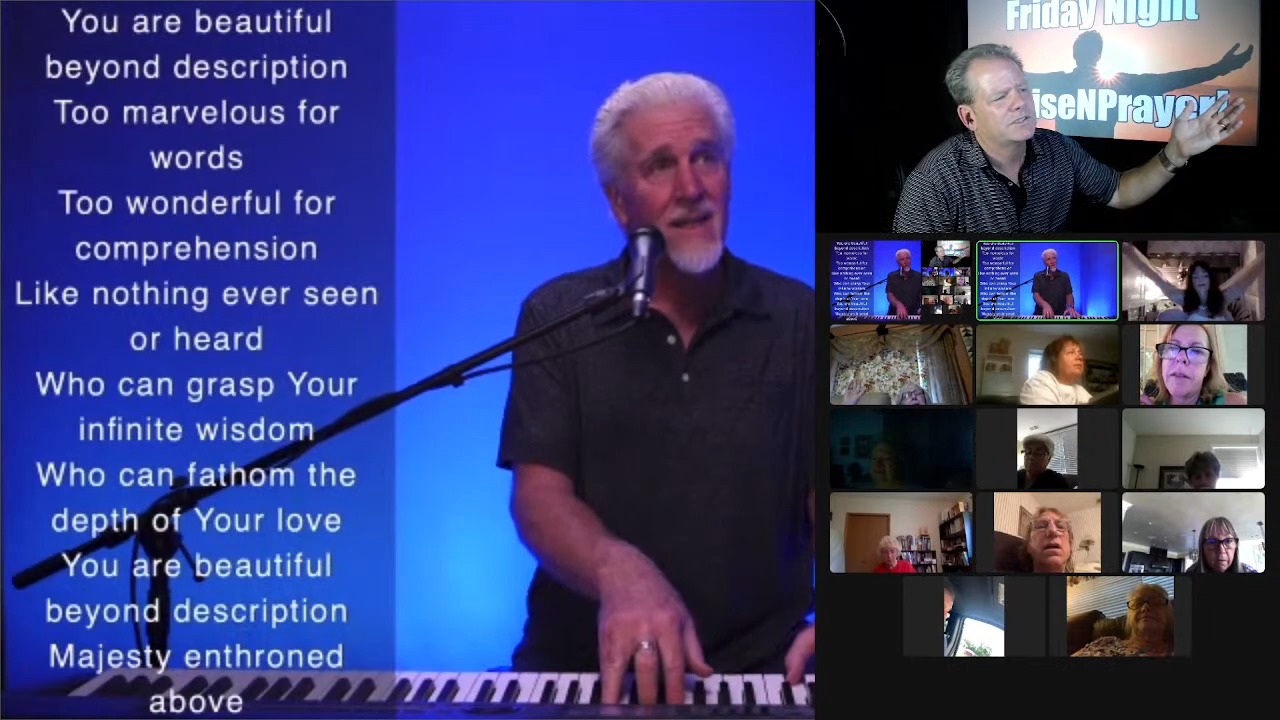 You are beautiful
beyond description
Too marvelous for
words
Too wonderful for
comprehension
Like nothing ever seen
or heard
Who can grasp Your
infinite wisdom
Who can fathom the
depth of Your love
You are beautiful
beyond description
Majesty enthroned
above
Friday Night
iseNPrayer!